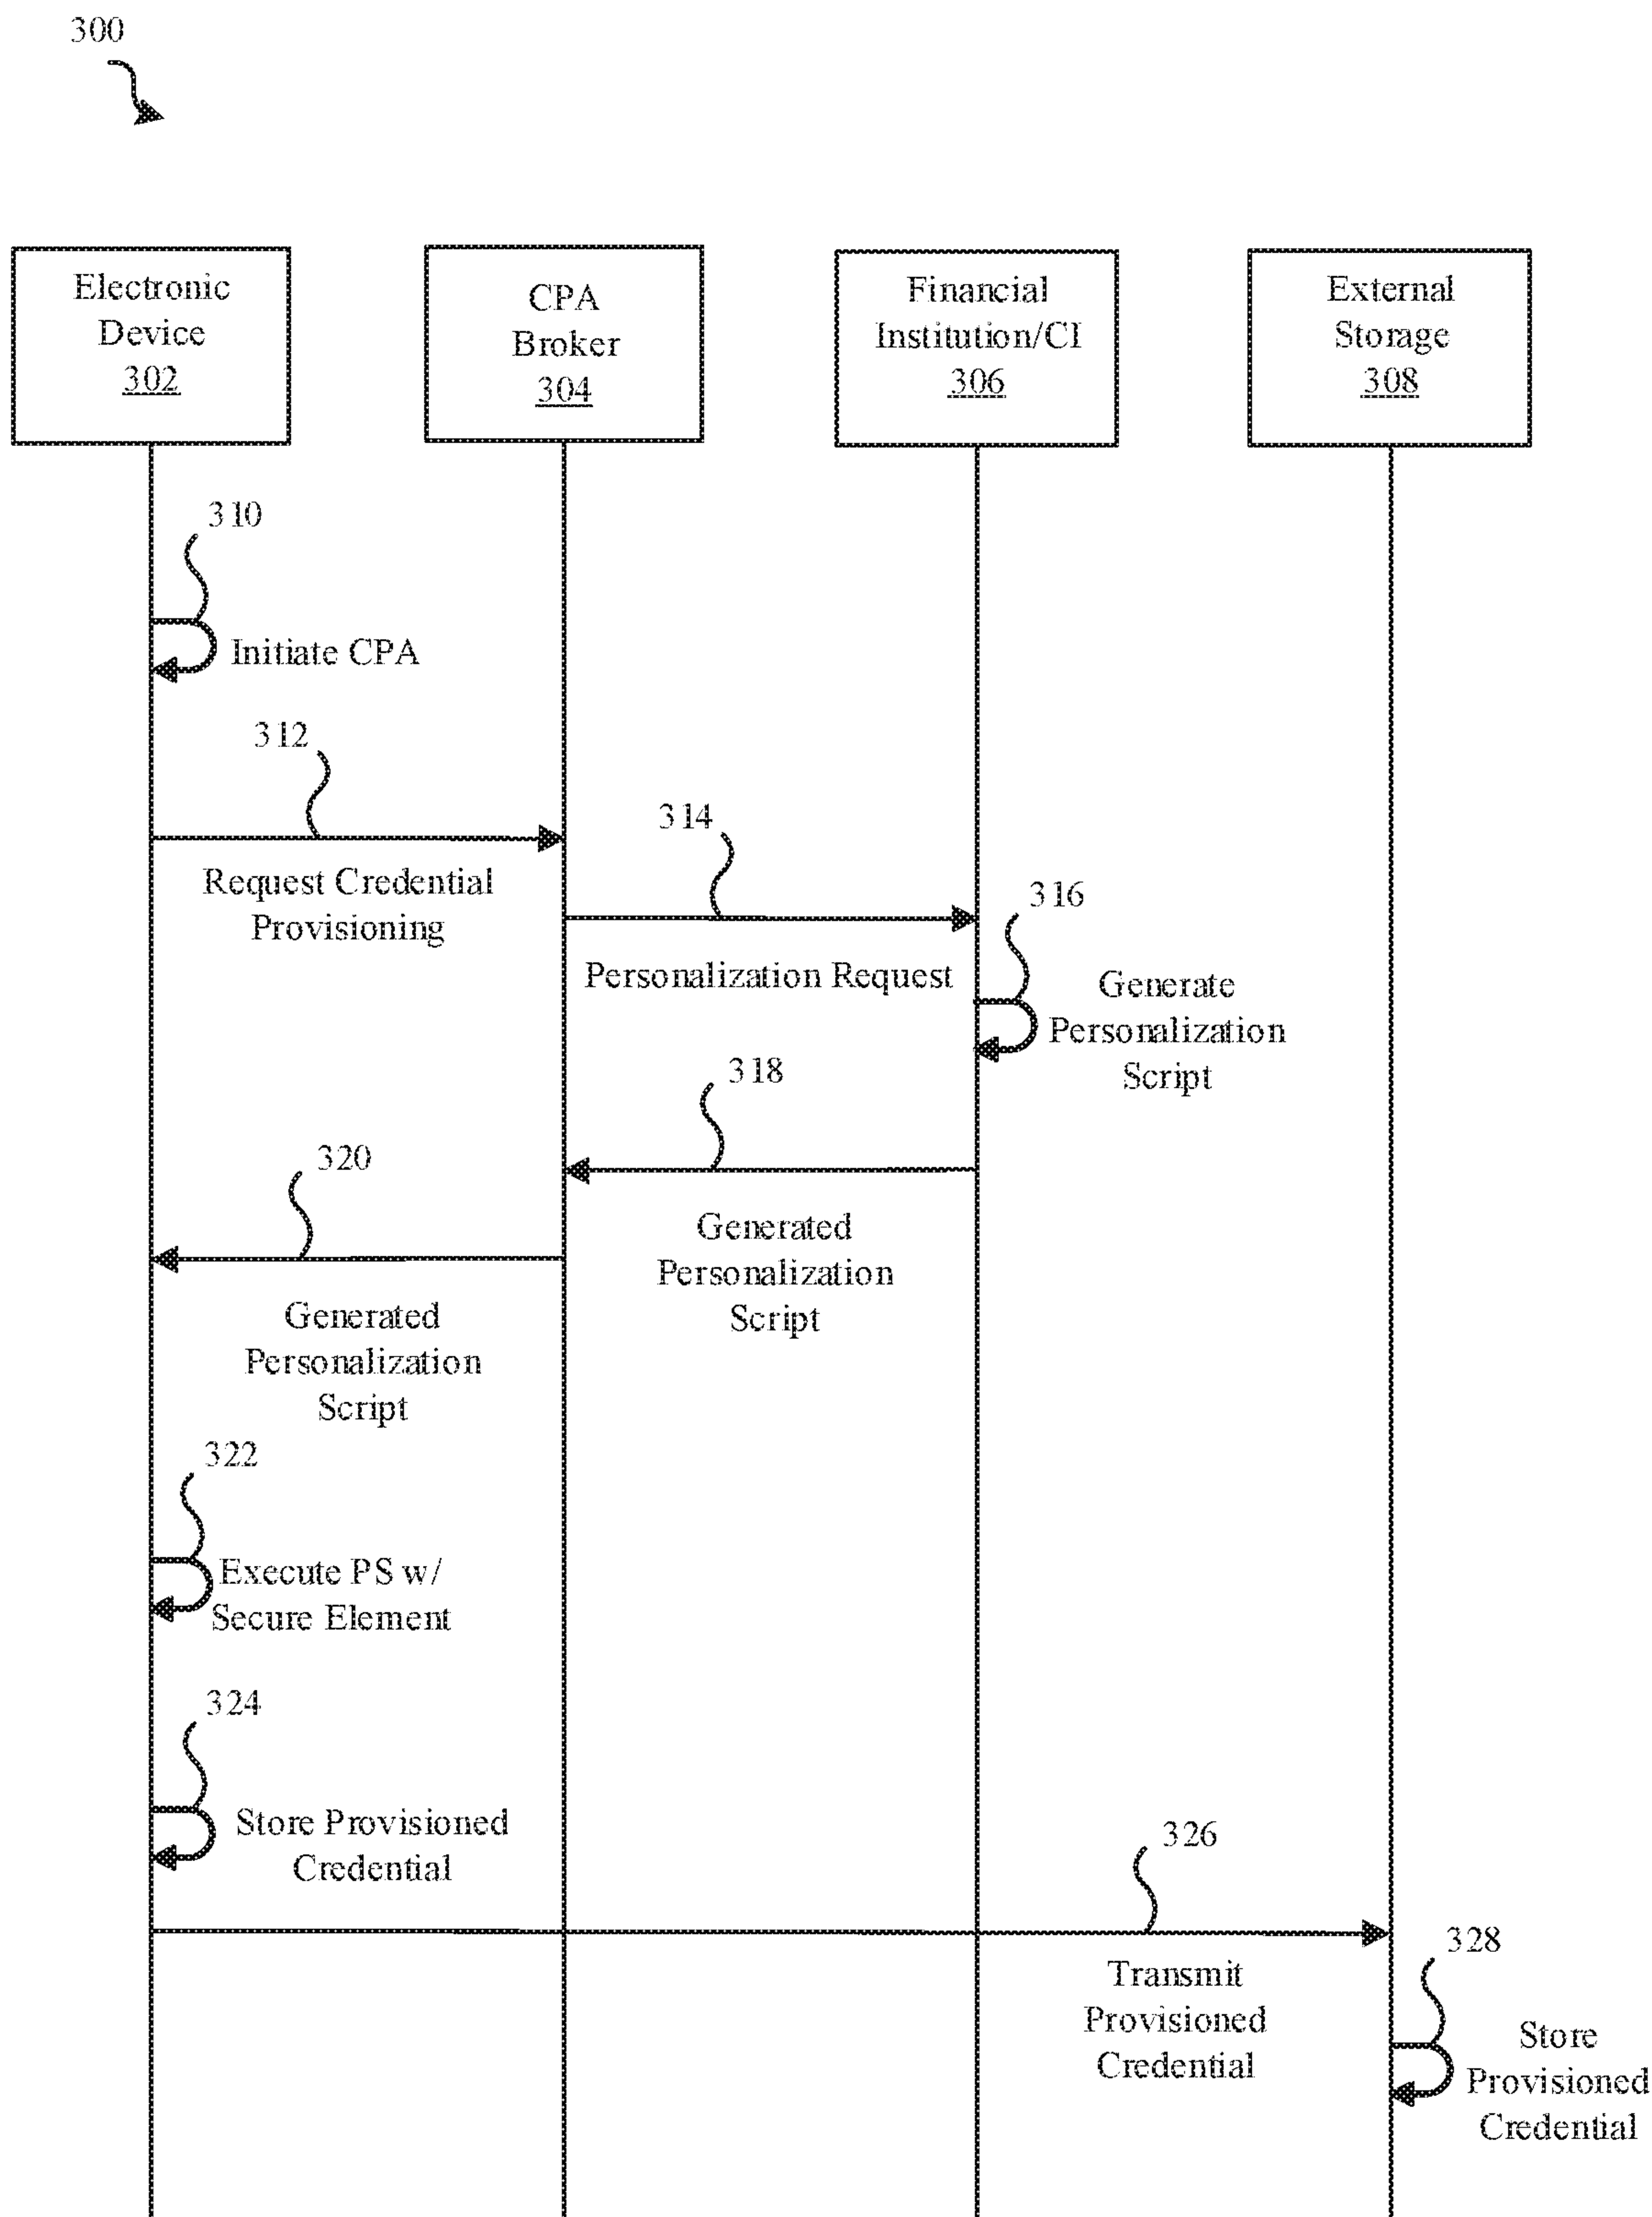 300
Electronic
Device
302
CPA
Broker
304
Financial
Institution/CI
306
External
Storage
308
310
Initiate CPA
312
Request Credential
Provisioning
314
Personalization Request
316
Generate
Personalization
Script
318
Generated
Personalization
Script
320
Generated
Personalization
Script
322
Execute PS w/
Secure Element
324
Store Provisioned
Credential
326
Transmit
Provisioned
Credential
328
Store
Provisioned
Credential